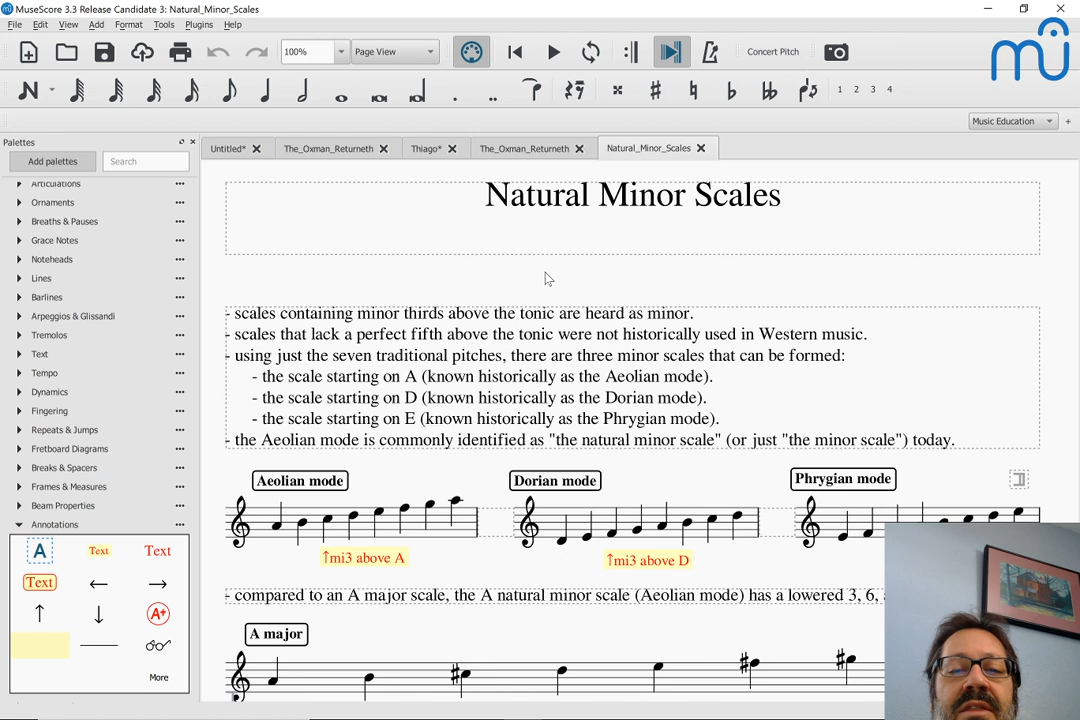 MuseScore 3.3 Release Candidate 3: Natural_Minor_Scales
File Edit View Add Format Tools Plugins Help
100% Page View Concert Pitch
mu
1 2 3 4
Music Education +
Palettes
Untitled* The_Oxman_Returneth Thiago* The_Oxman_Returneth Natural_Minor_Scales
Add palettes Search
Articulations
Ornaments
Breaths & Pauses
Grace Notes
Noteheads
Lines
Barlines
Arpeggios & Glissandi
Tremolos
Text
Tempo
Dynamics
Fingering
Repeats & Jumps
Fretboard Diagrams
Breaks & Spacers
Frames & Measures
Beam Properties
Annotations
A Text Text
Text
A+
More
Natural Minor Scales
- scales containing minor thirds above the tonic are heard as minor.
- scales that lack a perfect fifth above the tonic were not historically used in Western music.
- using just the seven traditional pitches, there are three minor scales that can be formed:
- the scale starting on A (known historically as the Aeolian mode).
- the scale starting on D (known historically as the Dorian mode).
- the scale starting on E (known historically as the Phrygian mode).
- the Aeolian mode is commonly identified as "the natural minor scale" (or just "the minor scale") today.
Aeolian mode Dorian mode Phrygian mode
↑mi3 above A ↑mi3 above D
- compared to an A major scale, the A natural minor scale (Aeolian mode) has a lowered 3, 6,
A major